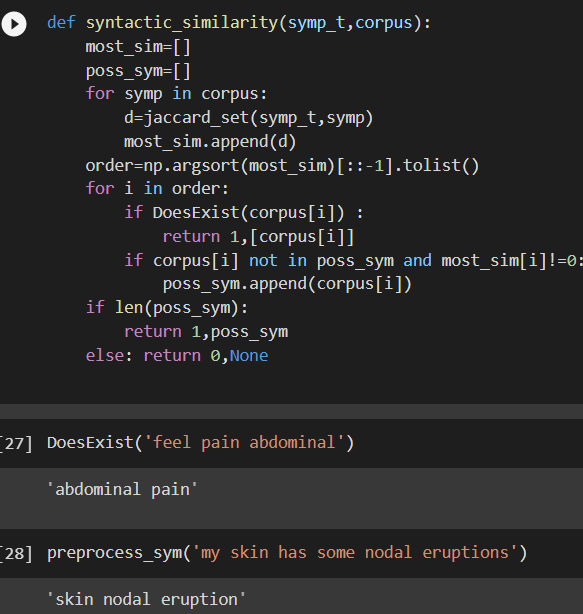 def syntactic_similarity(symp_t,corpus):
    most_sim=[]
    poss_sym=[]
    for symp in corpus:
        d=jaccard_set(symp_t,symp)
        most_sim.append(d)
    order=np.argsort(most_sim)[::-1].tolist()
    for i in order:
        if DoesExist(corpus[i]) :
            return 1,[corpus[i]]
        if corpus[i] not in poss_sym and most_sim[i]!=0:
            poss_sym.append(corpus[i])
    if len(poss_sym):
        return 1,poss_sym
    else: return 0,None
[27] DoesExist('feel pain abdominal')
'abdominal pain'
[28] preprocess_sym('my skin has some nodal eruptions')
'skin nodal eruption'